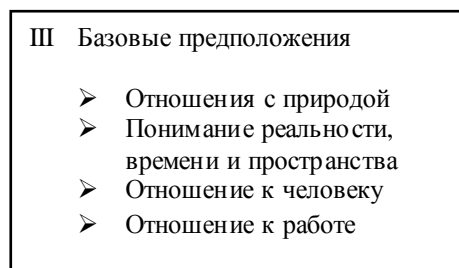 III Базовые предположения
➢ Отношения с природой
➢ Понимание реальности,
времени и пространства
➢ Отношение к человеку
➢ Отношение к работе